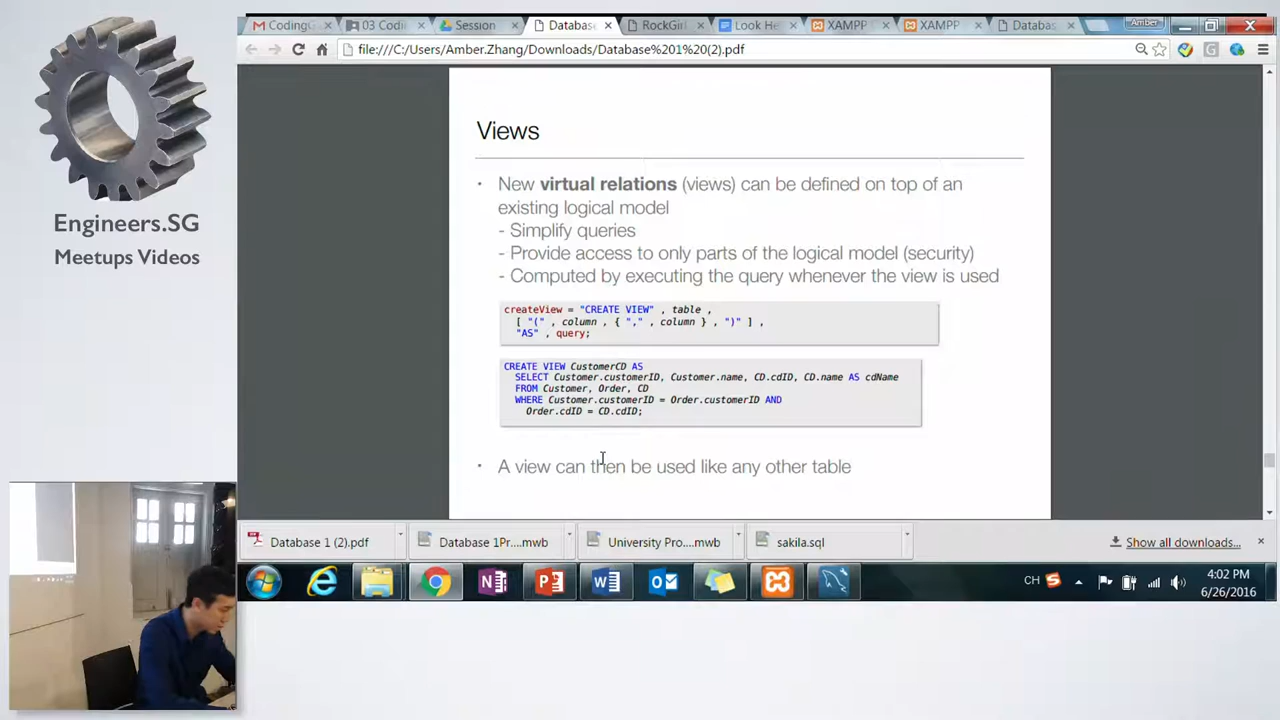 CodingG
03 Codi
Session
Databas
RockGirl
Look He
XAMPP
XAMPP
Databas
Amber
file:///C:/Users/Amber.Zhang/Downloads/Database%201%20(2).pdf
Engineers.SG
Meetups Videos
Views
· New virtual relations (views) can be defined on top of an
existing logical model
- Simplify queries
- Provide access to only parts of the logical model (security)
- Computed by executing the query whenever the view is used
createView = "CREATE VIEW" , table ,
[ "(" , column , { "," , column } , ")" ] ,
"AS" , query;
CREATE VIEW CustomerCD AS
SELECT Customer.customerID, Customer.name, CD.cdID, CD.name AS cdName
FROM Customer, Order, CD
WHERE Customer.customerID = Order.customerID AND
Order.cdID = CD.cdID;
· A view can then be used like any other table
Database 1 (2).pdf
Database 1Pr....mwb
University Pro....mwb
sakila.sql
Show all downloads...
CH
4:02 PM
6/26/2016